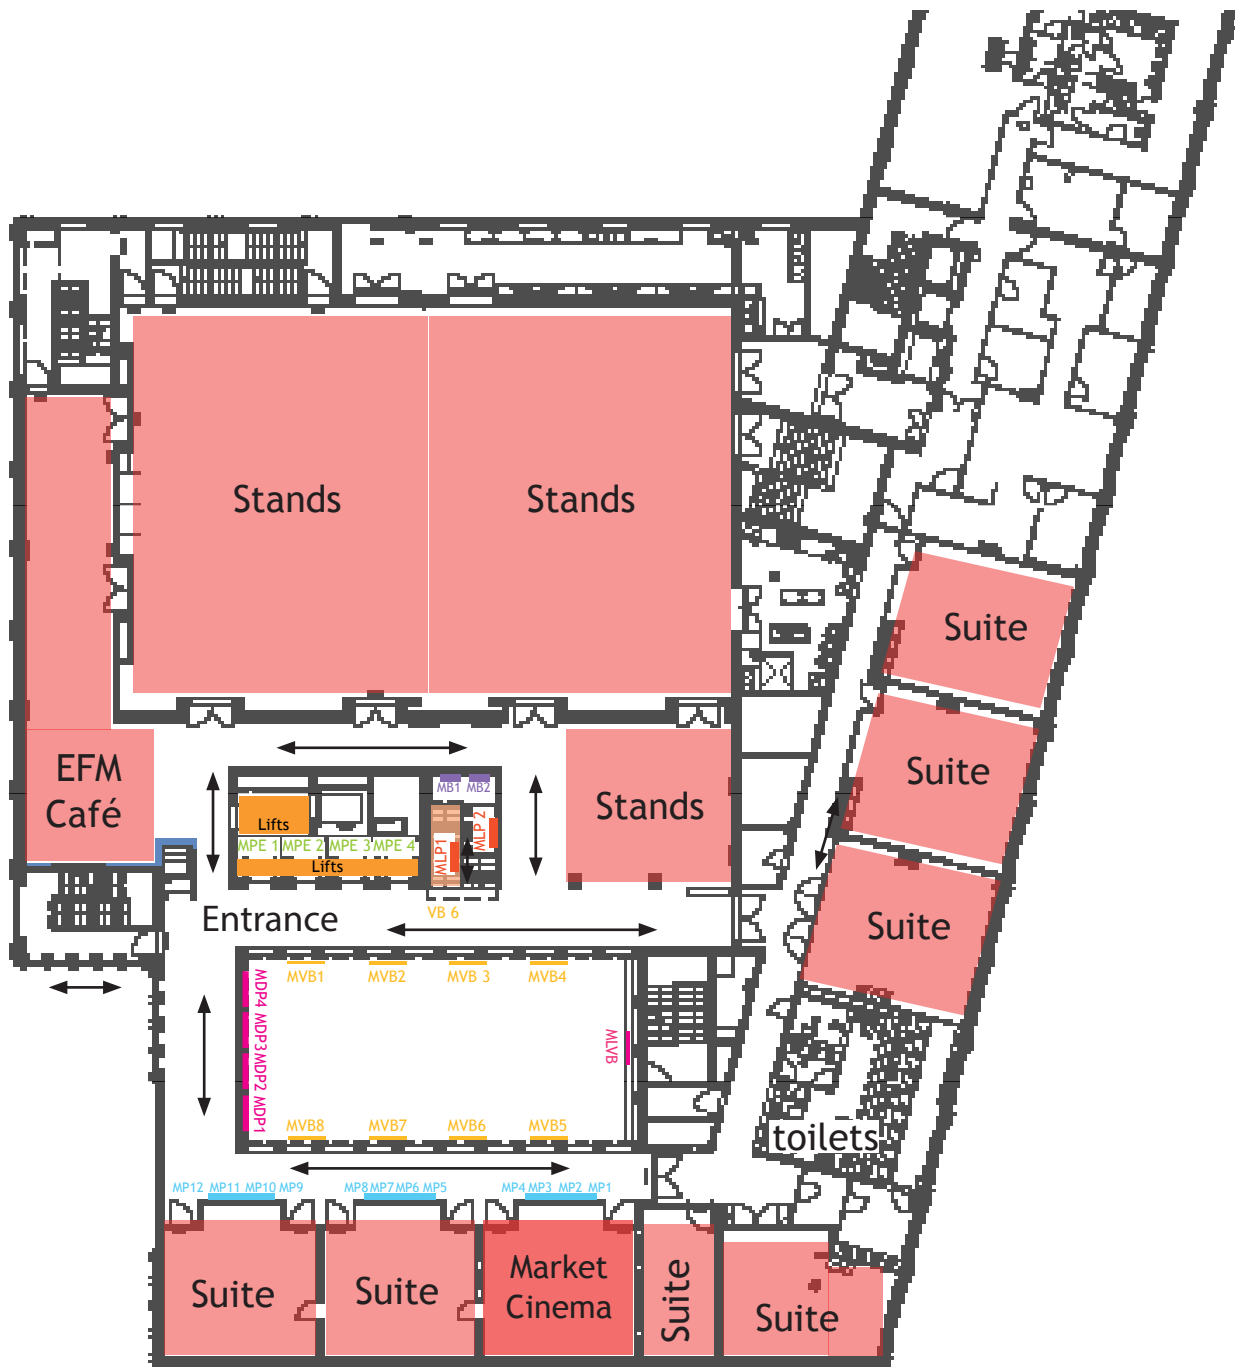 Stands
Stands
Suite
EFM
Café
Suite
MB1 MB2
Lifts
MLP1
MLP 2
Stands
MPE 1 MPE 2 MPE 3 MPE 4
Lifts
Entrance
VB 6
Suite
MVB1 MVB2 MVB 3 MVB4
MDP4 MDP3 MDP2 MDP1
MLVB
MVB8 MVB7 MVB6 MVB5
toilets
MP12 MP11 MP10 MP9 MP8 MP7 MP6 MP5 MP4 MP3 MP2 MP1
Suite
Suite
Market
Cinema
Suite
Suite